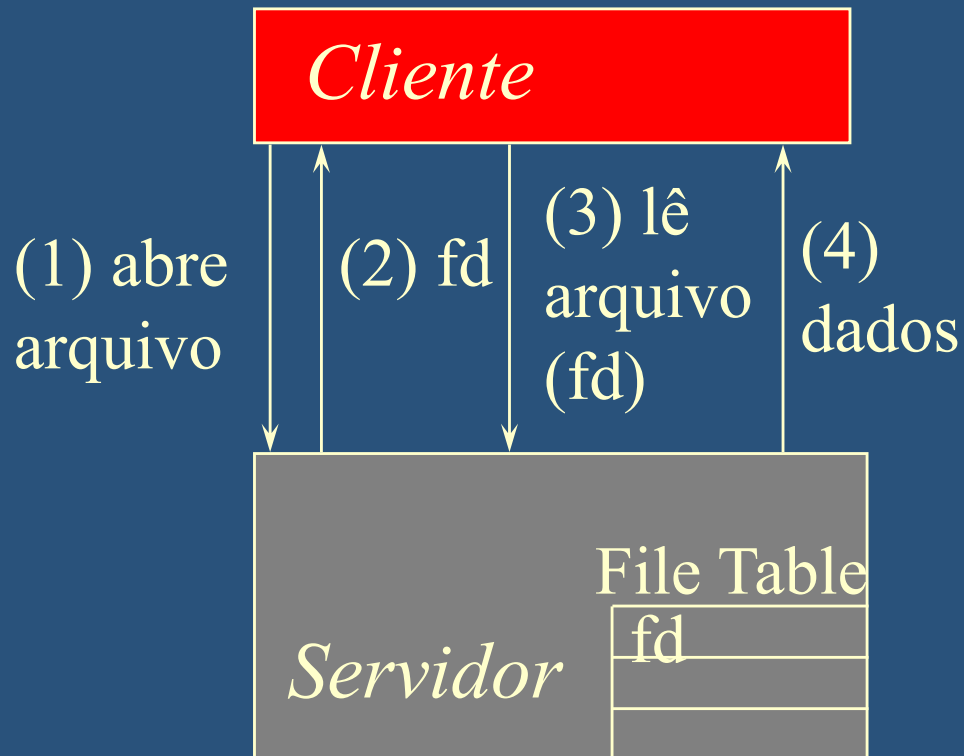 Cliente
(1) abre
arquivo
(2) fd
(3) lê
arquivo
(fd)
(4)
dados
File Table
fd
Servidor